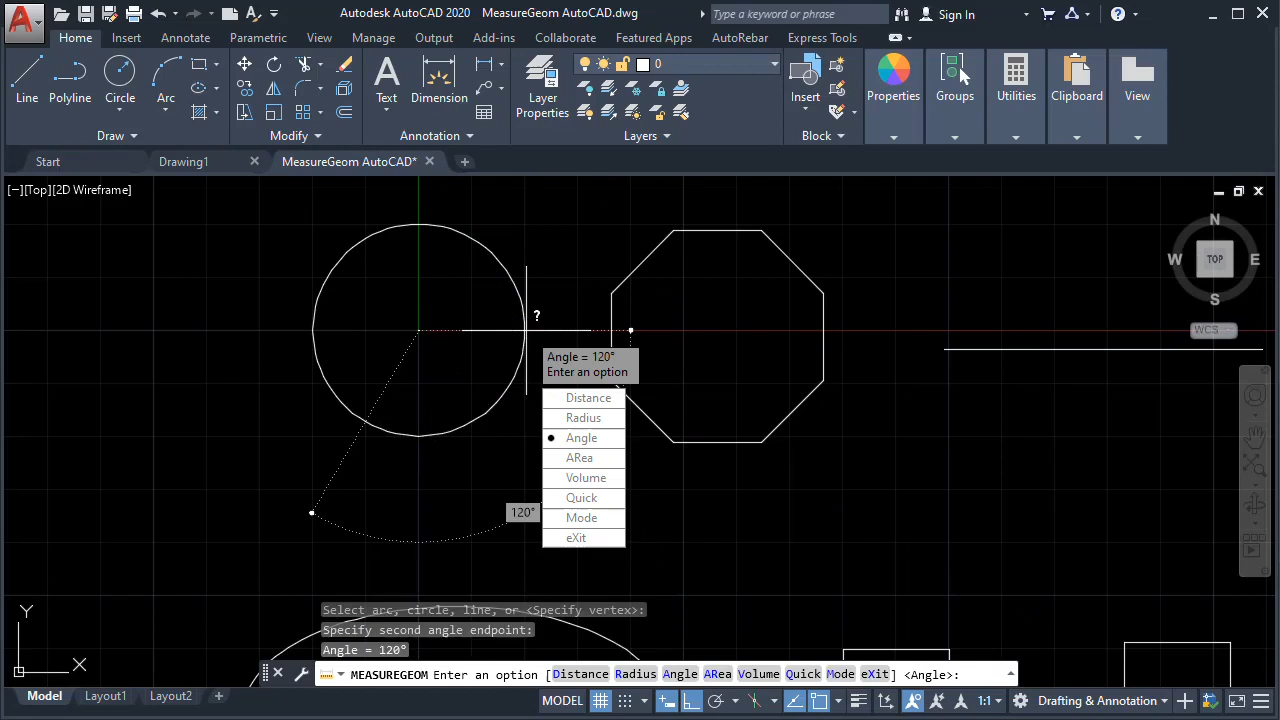 Autodesk AutoCAD 2020 MeasureGeom AutoCAD.dwg
Type a keyword or phrase
Sign In
Home Insert Annotate Parametric View Manage Output Add-ins Collaborate Featured Apps AutoRebar Express Tools
Line Polyline Circle Arc
Draw
Modify
Text Dimension
Annotation
Layer Properties
0
Layers
Insert
Block
Properties
Groups
Utilities
Clipboard
View
Start Drawing1 MeasureGeom AutoCAD*
[−][Top][2D Wireframe]
N
W TOP E
S
WCS
?
Angle = 120°
Enter an option
Distance
Radius
Angle
ARea
Volume
Quick
Mode
eXit
120°
Y
X
Select arc, circle, line, or <Specify vertex>:
Specify second angle endpoint:
Angle = 120°
MEASUREGEOM Enter an option [Distance Radius Angle ARea Volume Quick Mode eXit] <Angle>:
Model Layout1 Layout2
MODEL 1:1 Drafting & Annotation